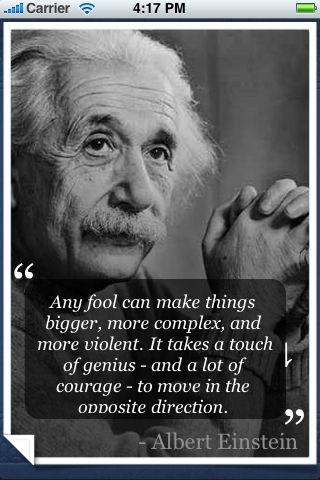 Carrier 4:17 PM
“
Any fool can make things
bigger, more complex, and
more violent. It takes a touch
of genius - and a lot of
courage - to move in the
opposite direction.
”
- Albert Einstein